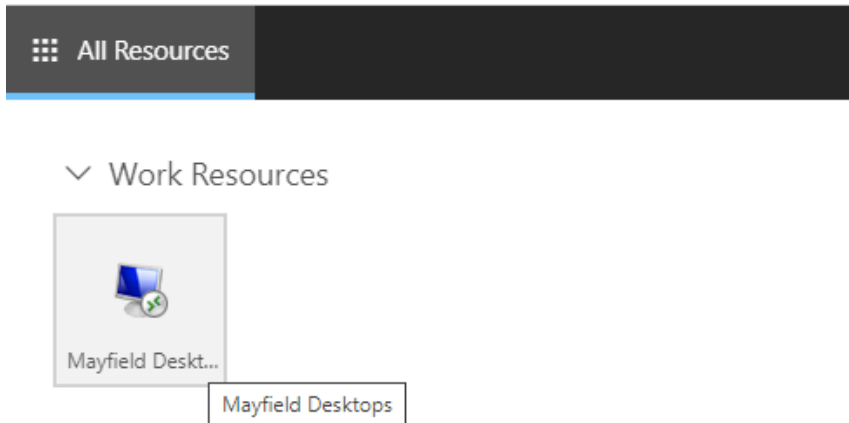 All Resources
Work Resources
Mayfield Deskt...
Mayfield Desktops